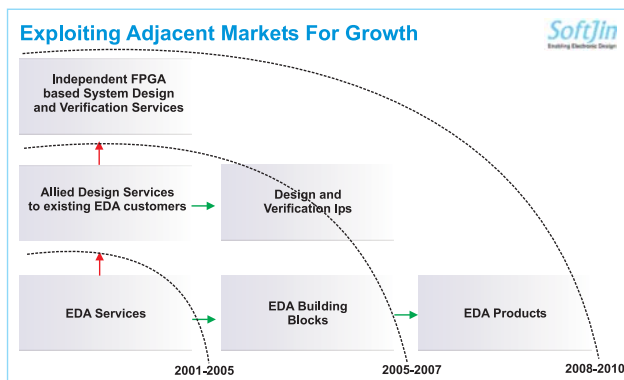 Exploiting Adjacent Markets For Growth
SoftJin
Enabling Electronic Design
Independent FPGA
based System Design
and Verification Services
Allied Design Services
to existing EDA customers
Design and
Verification Ips
EDA Services
EDA Building
Blocks
EDA Products
2001-2005
2005-2007
2008-2010